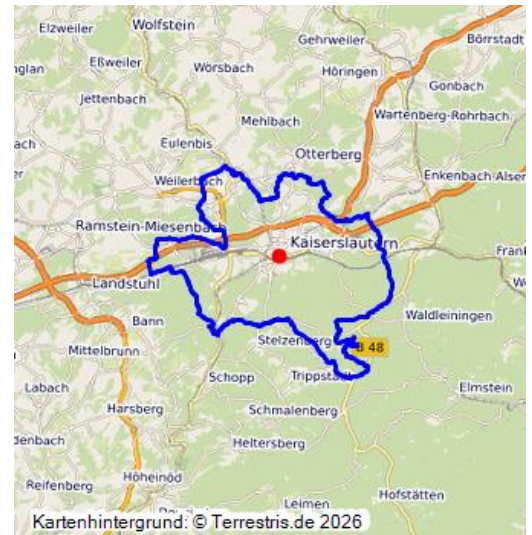 Elzweiler
Wolfstein
Gehrweiler
Börrstadt
nglan
Eßweiler
Wörsbach
Höringen
Gonbach
Jettenbach
Mehlbach
Wartenberg-Rohrbach
ach
Eulenbis
Otterberg
Weilerbach
Enkenbach-Alsen
Ramstein-Miesenbach
Kaiserslautern
Frank
Landstuhl
Waldleiningen
Bann
Stelzenberg
B 48
Mittelbrunn
Schopp
Trippstadt
Elmstein
Labach
Schmalenberg
Harsberg
Heltersberg
denbach
Höheinöd
Reifenberg
Hofstätten
Leimen
Kartenhintergrund: © Terrestris.de 2026